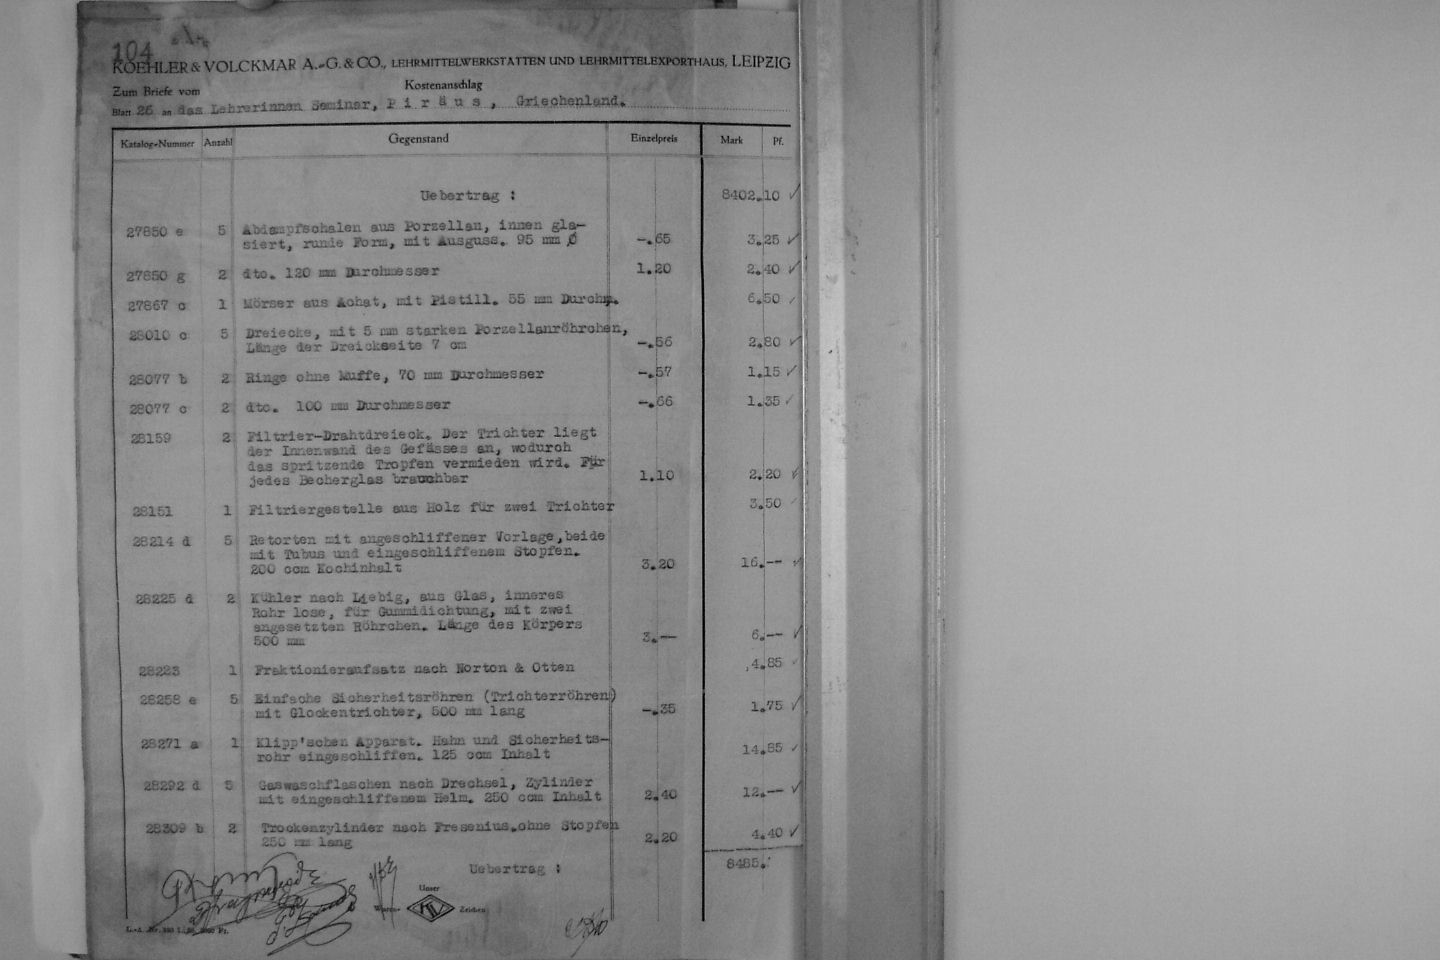 104
KOEHLER & VOLCKMAR A.-G. & CO., LEHRMITTELWERKSTÄTTEN UND LEHRMITTELEXPORTHAUS, LEIPZIG
Zum Briefe vom Kostenanschlag
Blatt 26 an das Lehrerinnen Seminar, P i r ä u s , Griechenland.
Katalog-Nummer Anzahl Gegenstand Einzelpreis Mark Pf.
Uebertrag : 8402.10 ✓
27850 e 5 Abdampfschalen aus Porzellan, innen gla-
siert, runde Form, mit Ausguss. 95 mm Ø -.65 3.25 ✓
27850 g 2 dto. 120 mm Durchmesser 1.20 2.40 ✓
27867 c 1 Mörser aus Achat, mit Pistill. 55 mm Durchm. 6.50 ✓
28010 c 5 Dreiecke, mit 5 mm starken Porzellanröhrchen,
Länge der Dreickseite 7 cm -.56 2.80 ✓
28077 b 2 Ringe ohne Muffe, 70 mm Durchmesser -.57 1.15 ✓
28077 c 2 dto. 100 mm Durchmesser -.66 1.35 ✓
28159 2 Filtrier-Drahtdreieck. Der Trichter liegt
der Innenwand des Gefässes an, wodurch
das spritzende Tropfen vermieden wird. Für
jedes Becherglas brauchbar 1.10 2.20 ✓
28151 1 Filtriergestelle aus Holz für zwei Trichter 3.50 ✓
28214 d 5 Retorten mit angeschliffener Vorlage,beide
mit Tubus und eingeschliffenem Stopfen.
200 ccm Kochinhalt 3.20 16.-- ✓
28225 d 2 Kühler nach Liebig, aus Glas, inneres
Rohr lose, für Gummidichtung, mit zwei
angesetzten Röhrchen. Länge des Körpers
500 mm 3.-- 6.-- ✓
28283 1 Fraktionieraufsatz nach Norton & Otten 4.85 ✓
28258 e 5 Einfache Sicherheitsröhren (Trichterröhren)
mit Glockentrichter, 500 mm lang -.35 1.75 ✓
28271 a 1 Klipp'schen Apparat. Hahn und Sicherheits-
rohr eingeschliffen. 125 ccm Inhalt 14.85 ✓
28292 d 5 Gaswaschflaschen nach Drechsel, Zylinder
mit eingeschliffenem Helm. 250 ccm Inhalt 2.40 12.-- ✓
28309 b 2 Trockenzylinder nach Fresenius.ohne Stopfen
250 mm lang 2.20 4.40 ✓
Uebertrag : 8485.
Unser
Waren- KV Zeichen